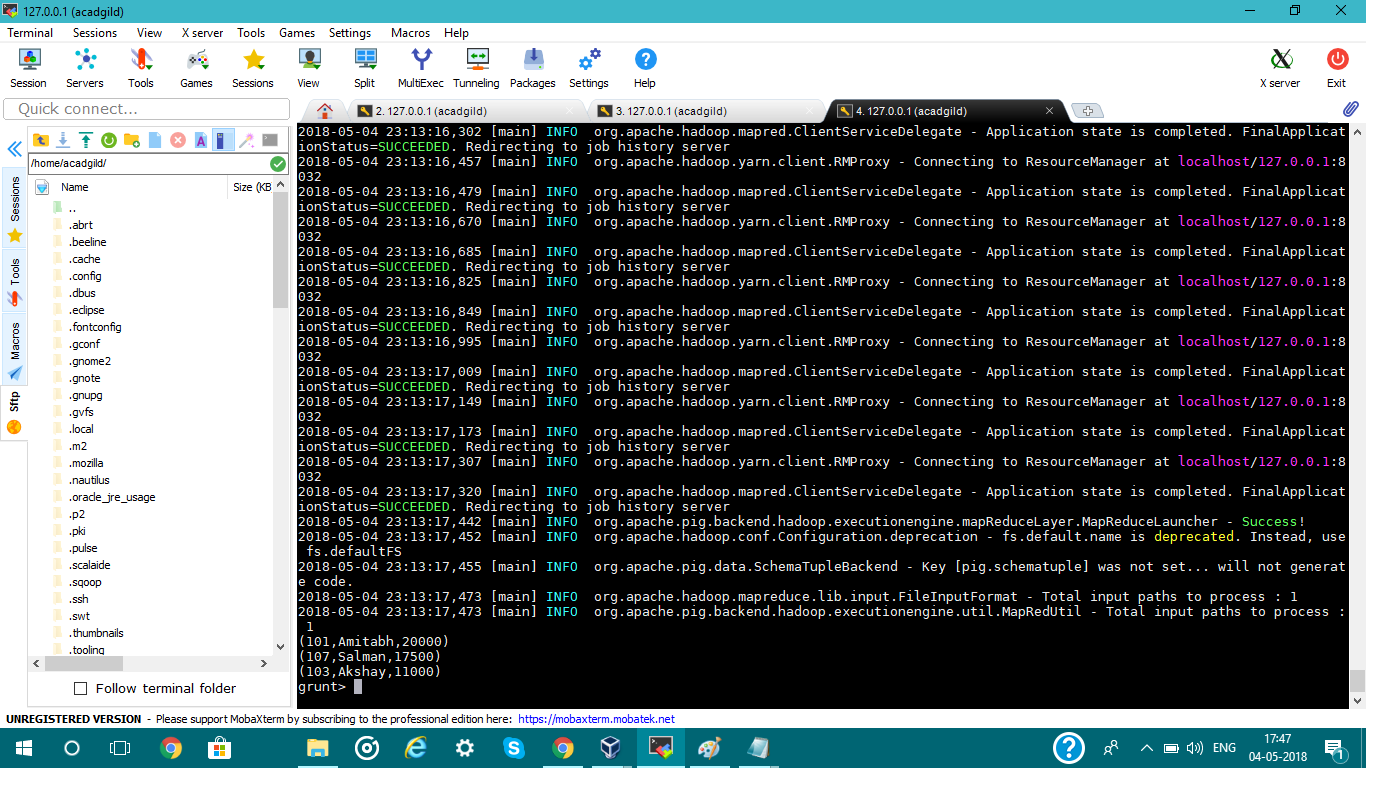 127.0.0.1 (acadgild)
Terminal Sessions View X server Tools Games Settings Macros Help
Session Servers Tools Games Sessions View Split MultiExec Tunneling Packages Settings Help X server Exit
Quick connect...
2. 127.0.0.1 (acadgild)
3. 127.0.0.1 (acadgild)
4. 127.0.0.1 (acadgild)
Sessions
Tools
Macros
Sftp
/home/acadgild/
Name Size (KB
..
.abrt
.beeline
.cache
.config
.dbus
.eclipse
.fontconfig
.gconf
.gnome2
.gnote
.gnupg
.gvfs
.local
.m2
.mozilla
.nautilus
.oracle_jre_usage
.p2
.pki
.pulse
.scalaide
.sqoop
.ssh
.swt
.thumbnails
.tooling
Follow terminal folder
2018-05-04 23:13:16,302 [main] INFO  org.apache.hadoop.mapred.ClientServiceDelegate - Application state is completed. FinalApplicat
ionStatus=SUCCEEDED. Redirecting to job history server
2018-05-04 23:13:16,457 [main] INFO  org.apache.hadoop.yarn.client.RMProxy - Connecting to ResourceManager at localhost/127.0.0.1:8
032
2018-05-04 23:13:16,479 [main] INFO  org.apache.hadoop.mapred.ClientServiceDelegate - Application state is completed. FinalApplicat
ionStatus=SUCCEEDED. Redirecting to job history server
2018-05-04 23:13:16,670 [main] INFO  org.apache.hadoop.yarn.client.RMProxy - Connecting to ResourceManager at localhost/127.0.0.1:8
032
2018-05-04 23:13:16,685 [main] INFO  org.apache.hadoop.mapred.ClientServiceDelegate - Application state is completed. FinalApplicat
ionStatus=SUCCEEDED. Redirecting to job history server
2018-05-04 23:13:16,825 [main] INFO  org.apache.hadoop.yarn.client.RMProxy - Connecting to ResourceManager at localhost/127.0.0.1:8
032
2018-05-04 23:13:16,849 [main] INFO  org.apache.hadoop.mapred.ClientServiceDelegate - Application state is completed. FinalApplicat
ionStatus=SUCCEEDED. Redirecting to job history server
2018-05-04 23:13:16,995 [main] INFO  org.apache.hadoop.yarn.client.RMProxy - Connecting to ResourceManager at localhost/127.0.0.1:8
032
2018-05-04 23:13:17,009 [main] INFO  org.apache.hadoop.mapred.ClientServiceDelegate - Application state is completed. FinalApplicat
ionStatus=SUCCEEDED. Redirecting to job history server
2018-05-04 23:13:17,149 [main] INFO  org.apache.hadoop.yarn.client.RMProxy - Connecting to ResourceManager at localhost/127.0.0.1:8
032
2018-05-04 23:13:17,173 [main] INFO  org.apache.hadoop.mapred.ClientServiceDelegate - Application state is completed. FinalApplicat
ionStatus=SUCCEEDED. Redirecting to job history server
2018-05-04 23:13:17,307 [main] INFO  org.apache.hadoop.yarn.client.RMProxy - Connecting to ResourceManager at localhost/127.0.0.1:8
032
2018-05-04 23:13:17,320 [main] INFO  org.apache.hadoop.mapred.ClientServiceDelegate - Application state is completed. FinalApplicat
ionStatus=SUCCEEDED. Redirecting to job history server
2018-05-04 23:13:17,442 [main] INFO  org.apache.pig.backend.hadoop.executionengine.mapReduceLayer.MapReduceLauncher - Success!
2018-05-04 23:13:17,452 [main] INFO  org.apache.hadoop.conf.Configuration.deprecation - fs.default.name is deprecated. Instead, use
 fs.defaultFS
2018-05-04 23:13:17,455 [main] INFO  org.apache.pig.data.SchemaTupleBackend - Key [pig.schematuple] was not set... will not generat
e code.
2018-05-04 23:13:17,473 [main] INFO  org.apache.hadoop.mapreduce.lib.input.FileInputFormat - Total input paths to process : 1
2018-05-04 23:13:17,473 [main] INFO  org.apache.pig.backend.hadoop.executionengine.util.MapRedUtil - Total input paths to process :
 1
(101,Amitabh,20000)
(107,Salman,17500)
(103,Akshay,11000)
grunt>
UNREGISTERED VERSION - Please support MobaXterm by subscribing to the professional edition here: https://mobaxterm.mobatek.net
ENG
17:47
04-05-2018
1